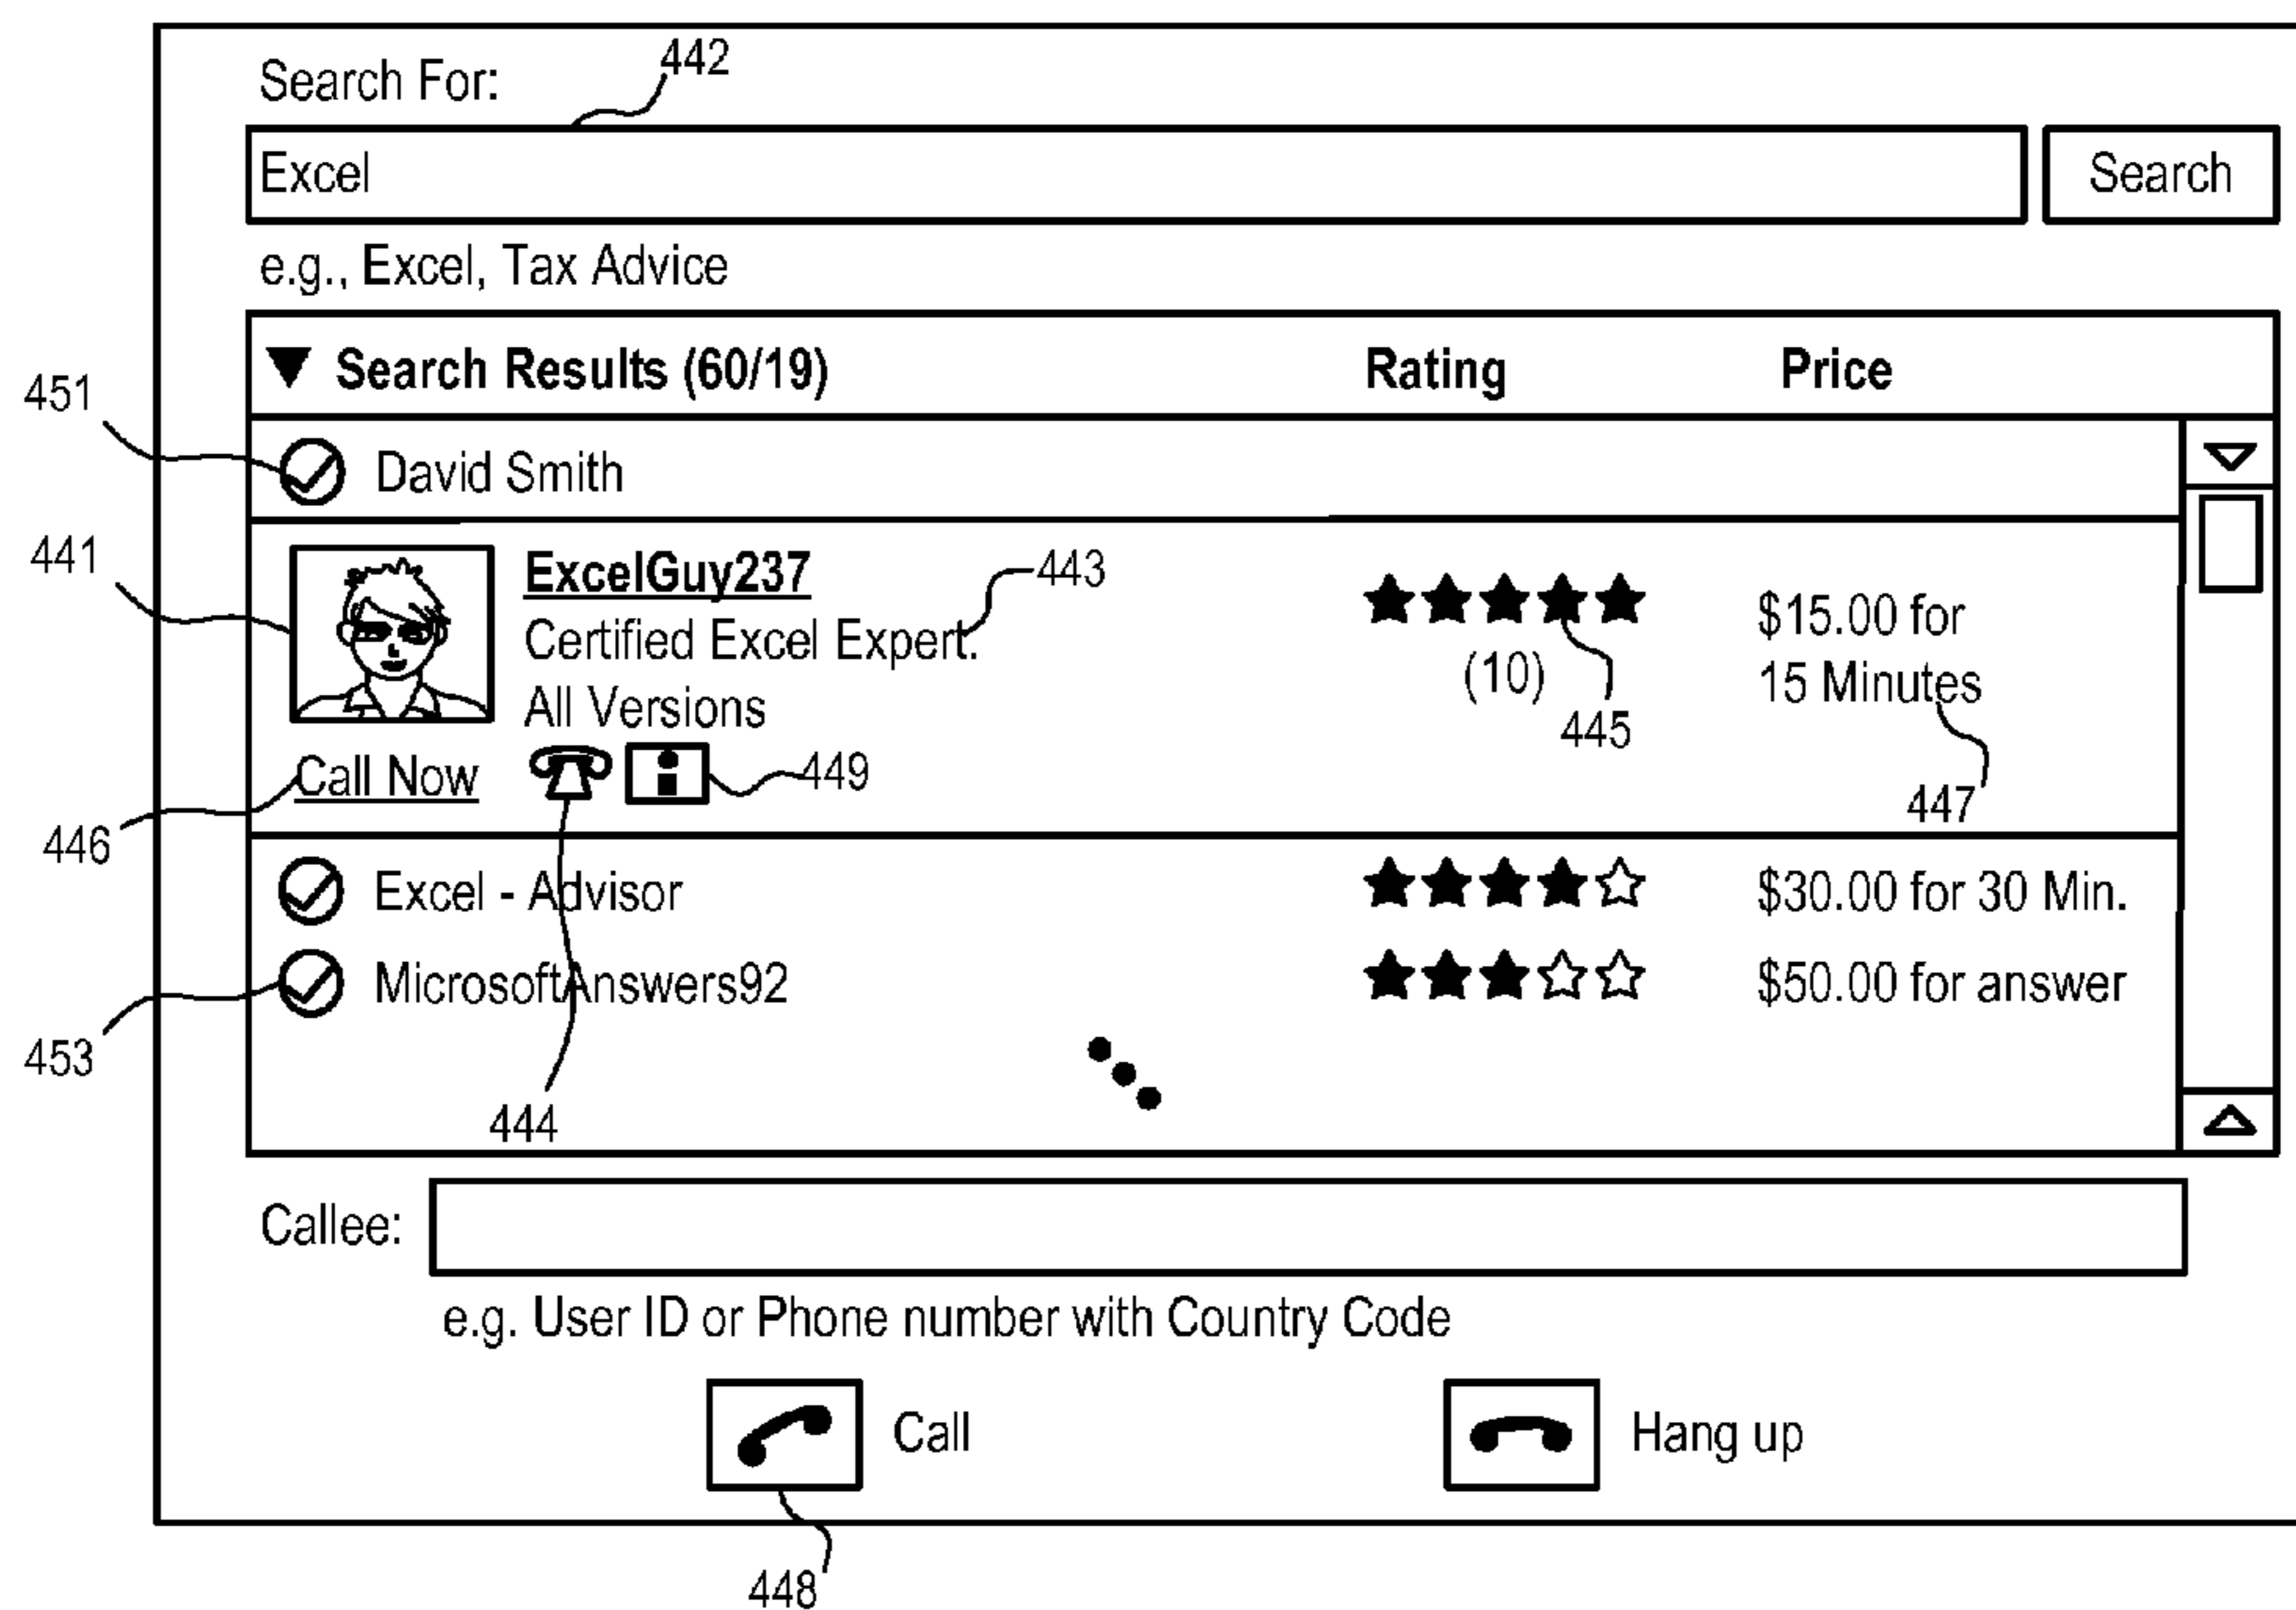 442
Search For:
Excel
Search
e.g., Excel, Tax Advice
Search Results (60/19) Rating Price
451
David Smith
441
ExcelGuy237
443
Certified Excel Expert.
All Versions
(10)
445
$15.00 for
15 Minutes
447
Call Now
449
446
Excel - Advisor
$30.00 for 30 Min.
MicrosoftAnswers92
$50.00 for answer
453
444
Callee:
e.g. User ID or Phone number with Country Code
Call
Hang up
448